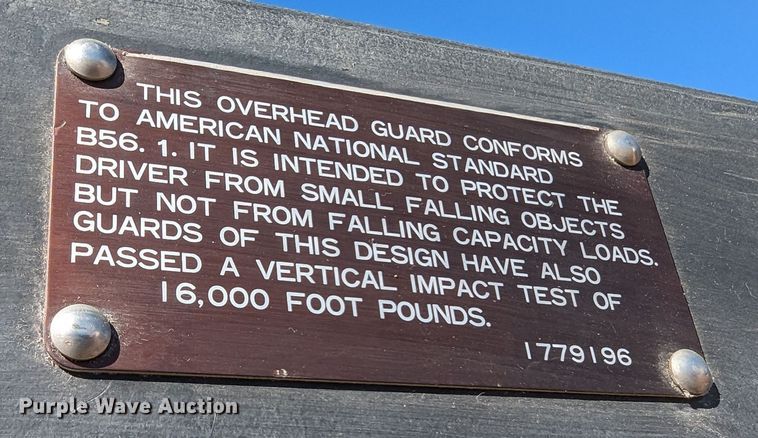 THIS OVERHEAD GUARD CONFORMS
TO AMERICAN NATIONAL STANDARD
B56. 1. IT IS INTENDED TO PROTECT THE
DRIVER FROM SMALL FALLING OBJECTS
BUT NOT FROM FALLING CAPACITY LOADS.
GUARDS OF THIS DESIGN HAVE ALSO
PASSED A VERTICAL IMPACT TEST OF
16,000 FOOT POUNDS.
1779196
Purple Wave Auction